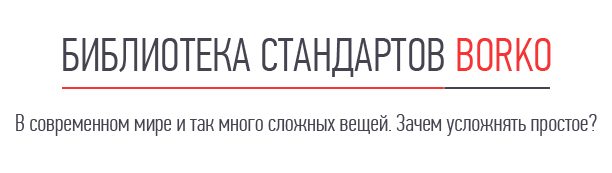 БИБЛИОТЕКА СТАНДАРТОВ BORKO
В современном мире и так много сложных вещей. Зачем усложнять простое?